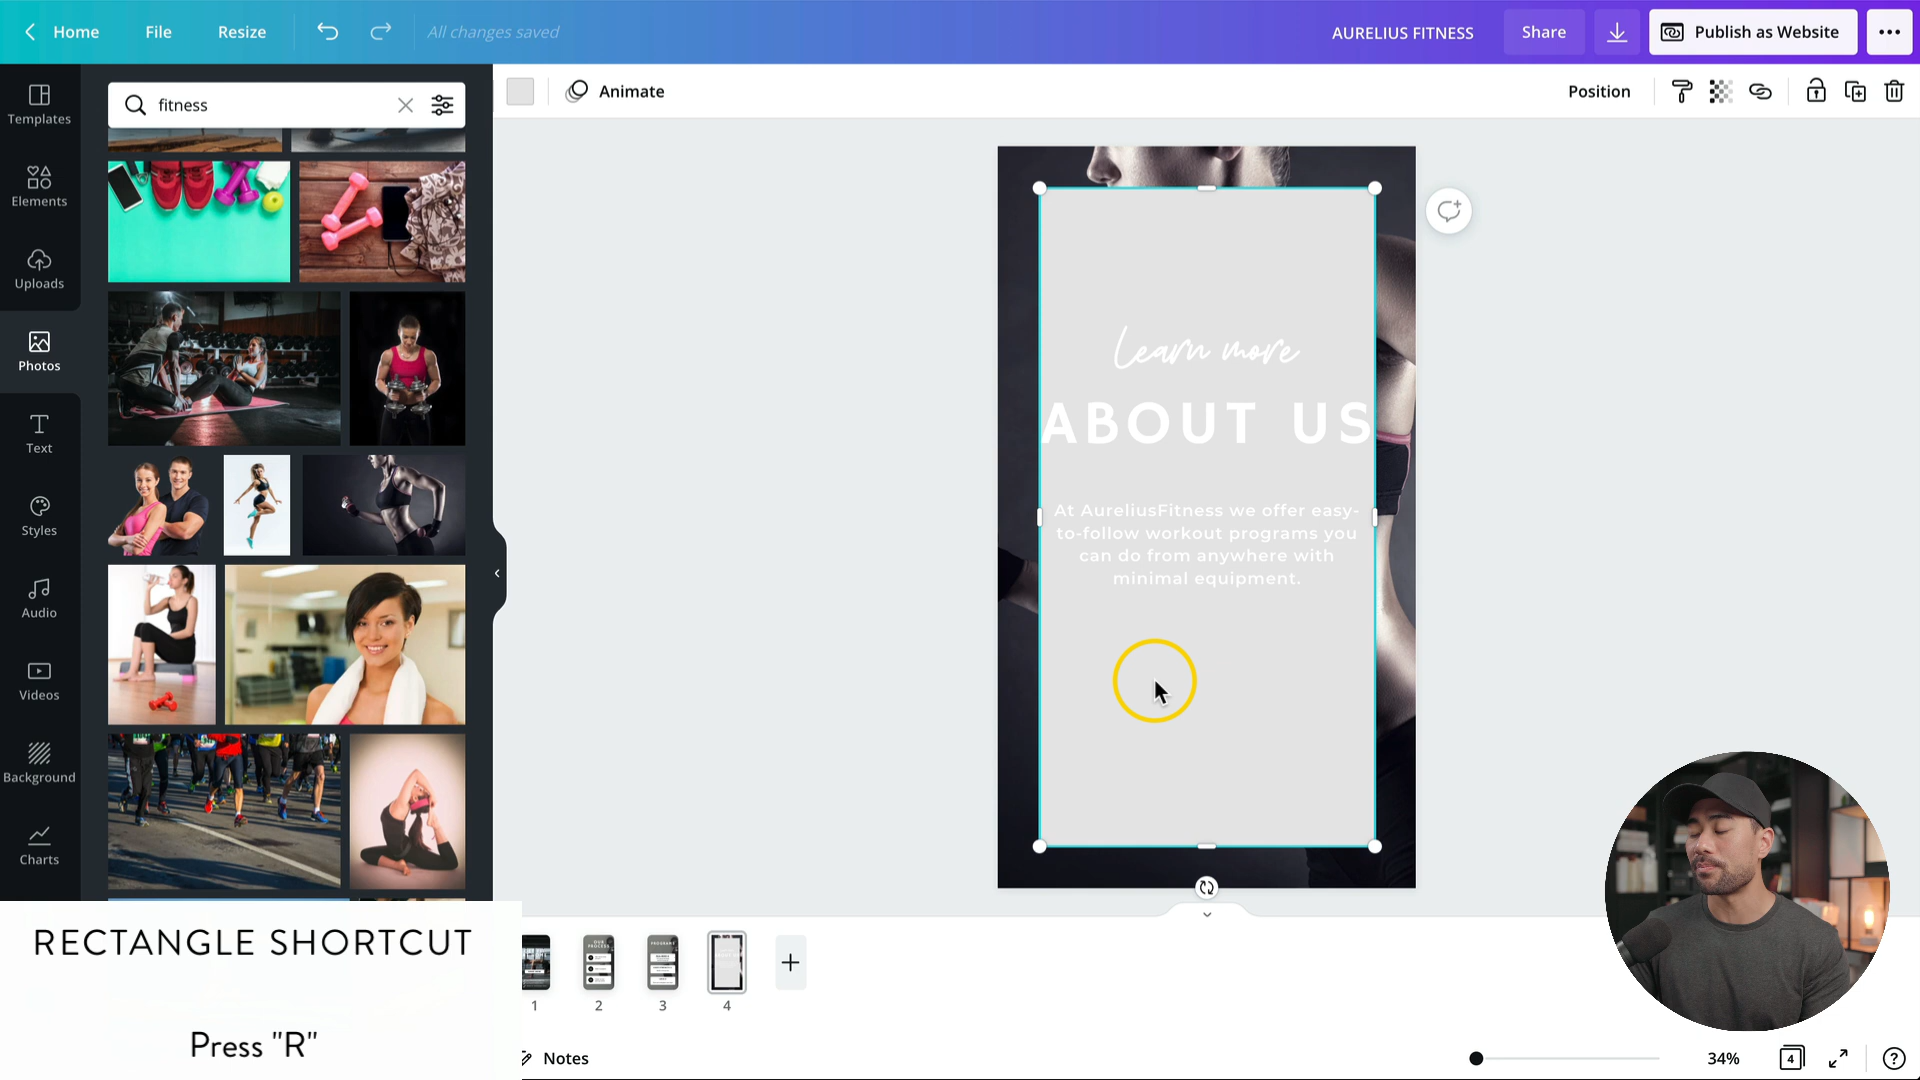 Home
File
Resize
All changes saved
AURELIUS FITNESS
Share
Publish as Website
Templates
Elements
Uploads
Photos
Text
Styles
Audio
Videos
Background
Charts
fitness
Animate
Position
Learn more
ABOUT US
At AureliusFitness we offer easy-
to-follow workout programs you
can do from anywhere with
minimal equipment.
RECTANGLE SHORTCUT
Press "R"
1
2
3
4
Notes
34%
4